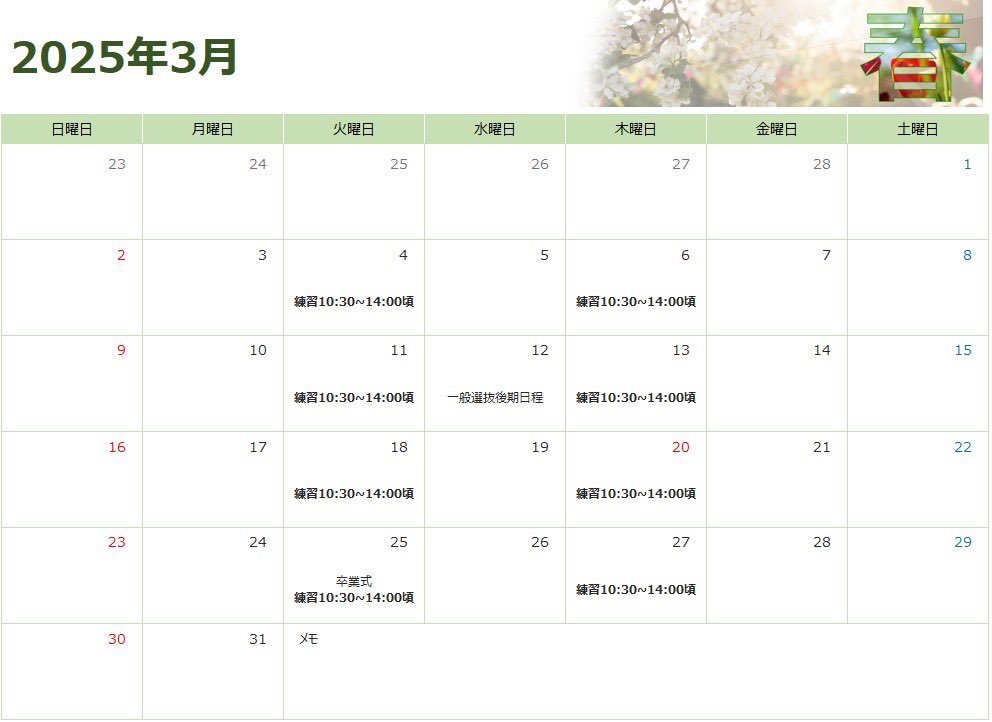 2025年3月
春
日曜日 月曜日 火曜日 水曜日 木曜日 金曜日 土曜日
23 24 25 26 27 28 1
2 3 4 5 6 7 8
練習10:30~14:00頃 練習10:30~14:00頃
9 10 11 12 13 14 15
練習10:30~14:00頃 一般選抜後期日程 練習10:30~14:00頃
16 17 18 19 20 21 22
練習10:30~14:00頃 練習10:30~14:00頃
23 24 25 26 27 28 29
卒業式
練習10:30~14:00頃 練習10:30~14:00頃
30 31 メモ